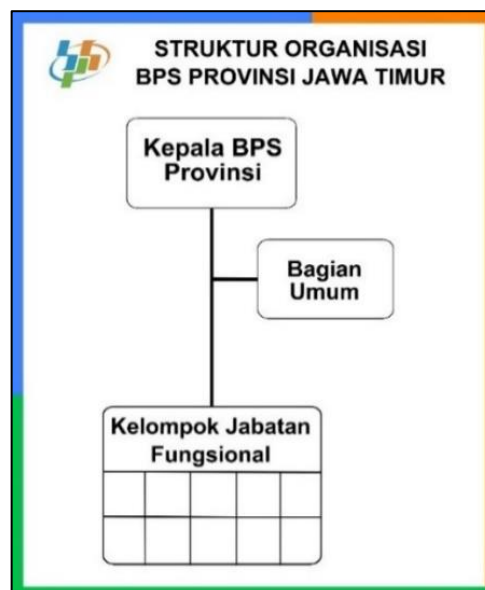 STRUKTUR ORGANISASI
BPS PROVINSI JAWA TIMUR
Kepala BPS
Provinsi
Bagian
Umum
Kelompok Jabatan
Fungsional